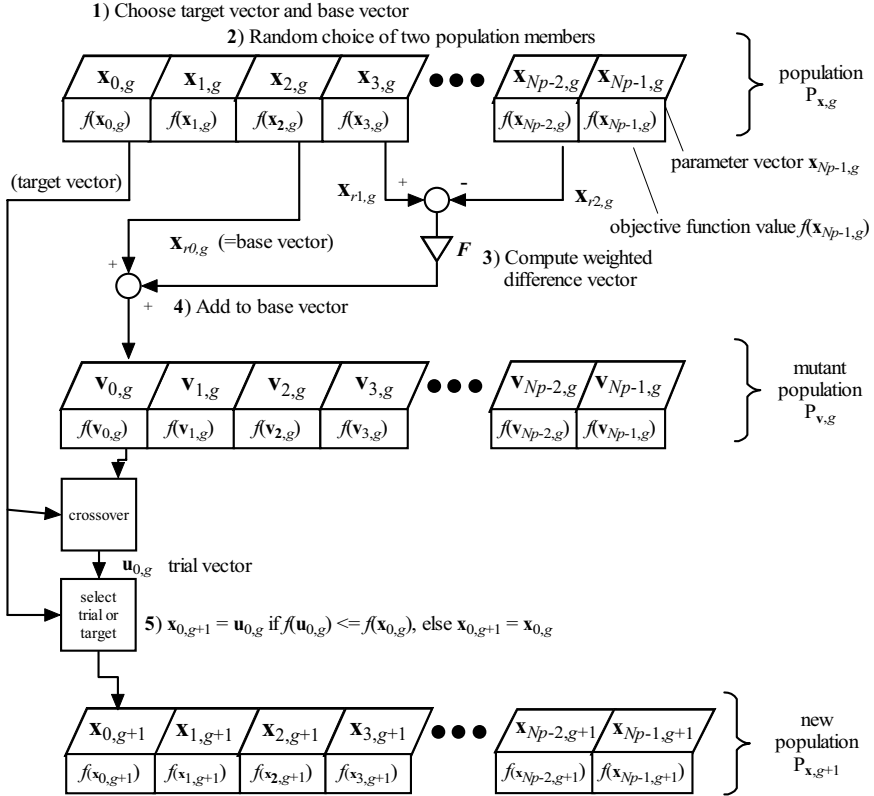 1) Choose target vector and base vector
2) Random choice of two population members
x0,g x1,g x2,g x3,g ●●● xNp-2,g xNp-1,g
f(x0,g) f(x1,g) f(x2,g) f(x3,g) f(xNp-2,g) f(xNp-1,g)
population
Px,g
parameter vector xNp-1,g
objective function value f(xNp-1,g)
(target vector)
xr1,g + - xr2,g
xr0,g (=base vector)
F
3) Compute weighted
difference vector
+
+
4) Add to base vector
v0,g v1,g v2,g v3,g ●●● vNp-2,g vNp-1,g
f(v0,g) f(v1,g) f(v2,g) f(v3,g) f(vNp-2,g) f(vNp-1,g)
mutant
population
Pv,g
crossover
u0,g trial vector
select
trial or
target
5) x0,g+1 = u0,g if f(u0,g) <= f(x0,g), else x0,g+1 = x0,g
x0,g+1 x1,g+1 x2,g+1 x3,g+1 ●●● xNp-2,g+1 xNp-1,g+1
f(x0,g+1) f(x1,g+1) f(x2,g+1) f(x3,g+1) f(xNp-2,g+1) f(xNp-1,g+1)
new
population
Px,g+1